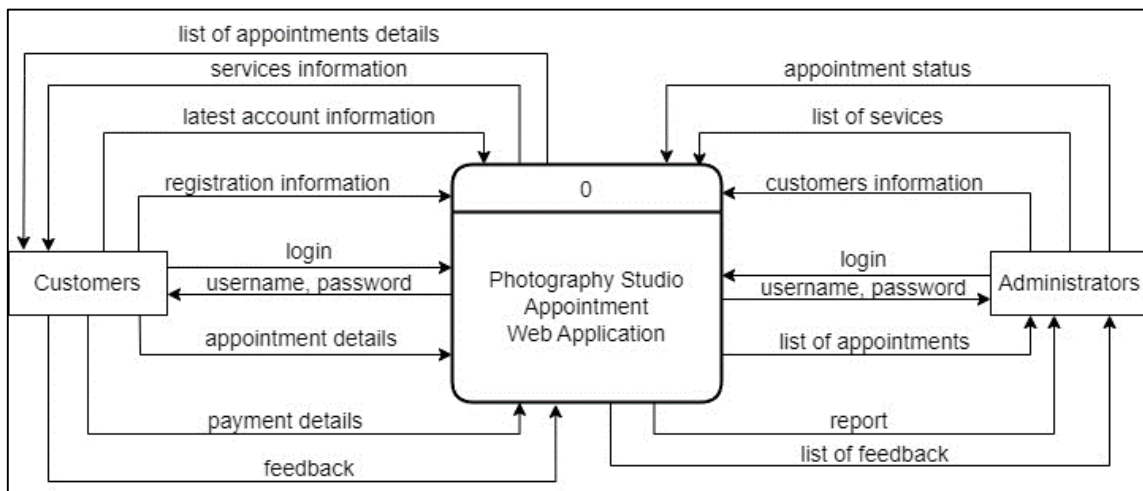 list of appointments details
services information
appointment status
latest account information
list of sevices
registration information
0
customers information
login
login
Customers
username, password
Photography Studio
Appointment
Web Application
username, password
Administrators
appointment details
list of appointments
payment details
report
feedback
list of feedback